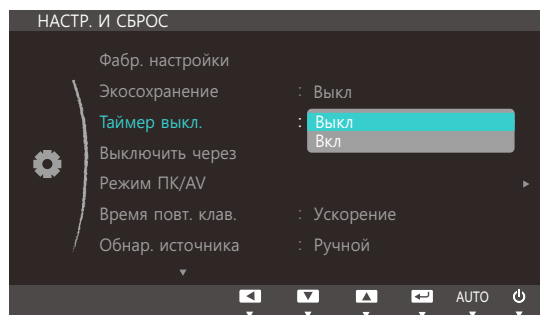 НАСТР. И СБРОС
Фабр. настройки
Экосохранение : Выкл
Таймер выкл. : Выкл
Вкл
Выключить через
Режим ПК/AV
Время повт. клав. : Ускорение
Обнар. источника : Ручной
AUTO